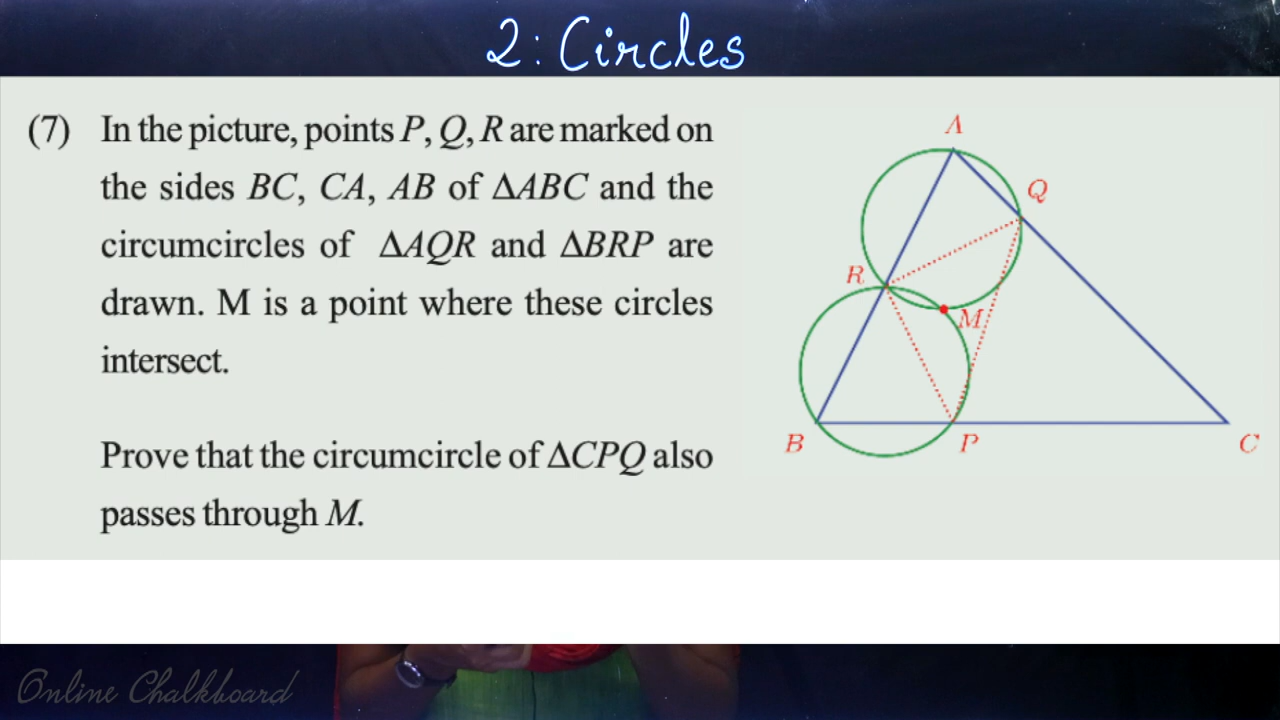 2: Circles
(7) In the picture, points P, Q, R are marked on
the sides BC, CA, AB of ΔABC and the
circumcircles of ΔAQR and ΔBRP are
drawn. M is a point where these circles
intersect.
Prove that the circumcircle of ΔCPQ also
passes through M.
A
Q
R
M
B
P
C
Online Chalkboard